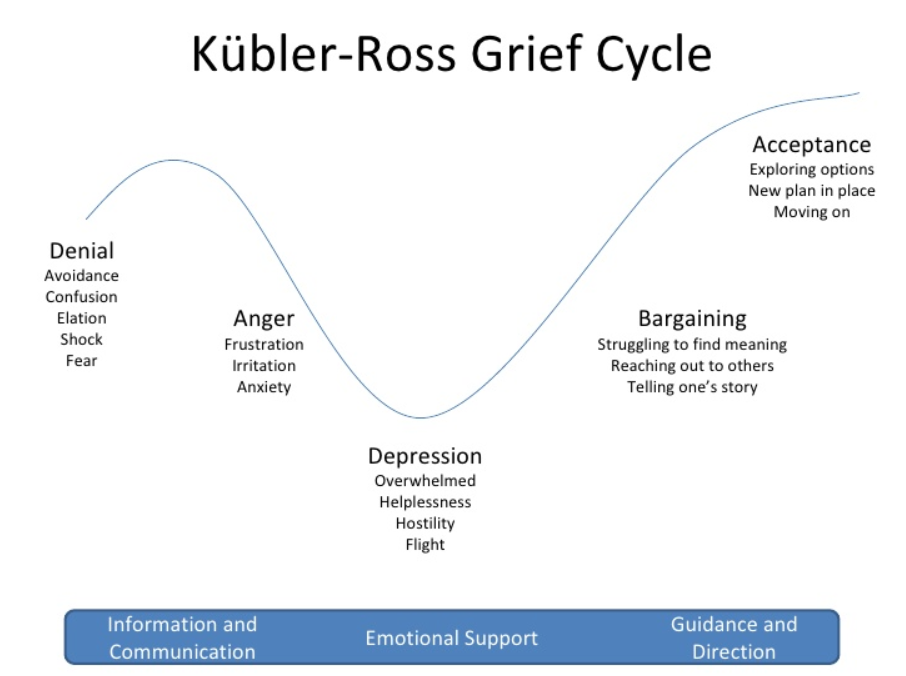 Kübler-Ross Grief Cycle
Denial
Avoidance
Confusion
Elation
Shock
Fear
Anger
Frustration
Irritation
Anxiety
Depression
Overwhelmed
Helplessness
Hostility
Flight
Bargaining
Struggling to find meaning
Reaching out to others
Telling one’s story
Acceptance
Exploring options
New plan in place
Moving on
Information and
Communication
Emotional Support
Guidance and
Direction